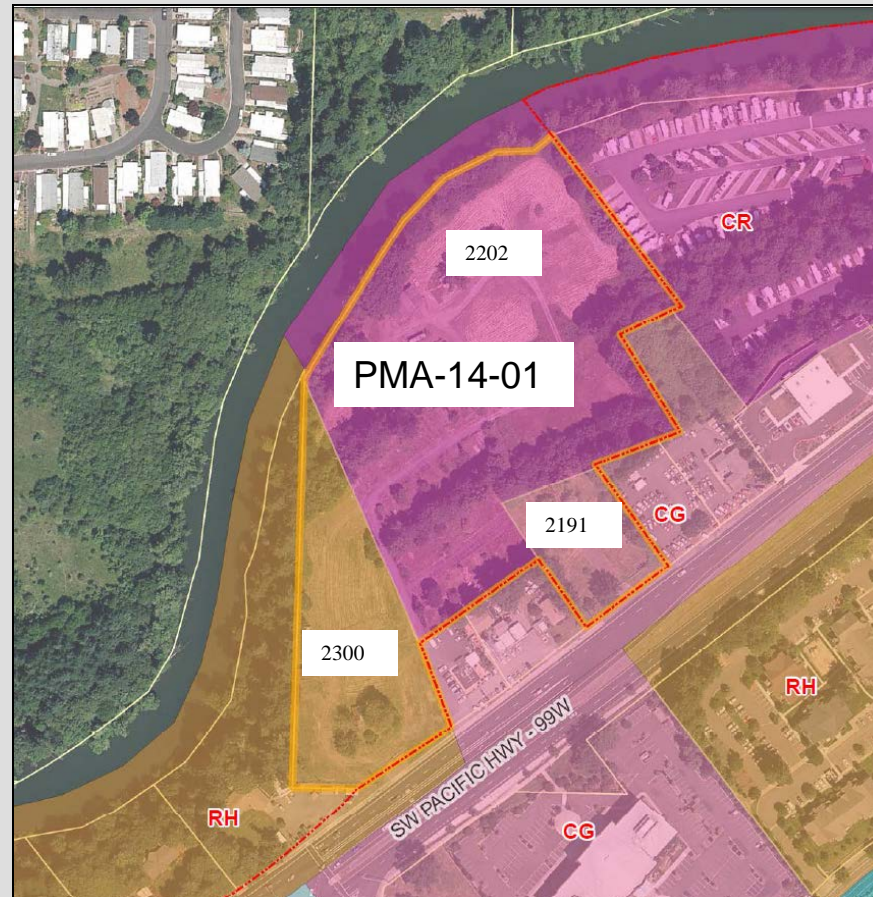 CR
2202
PMA-14-01
CG
2191
2300
RH
SW PACIFIC HWY - 99W
RH
CG